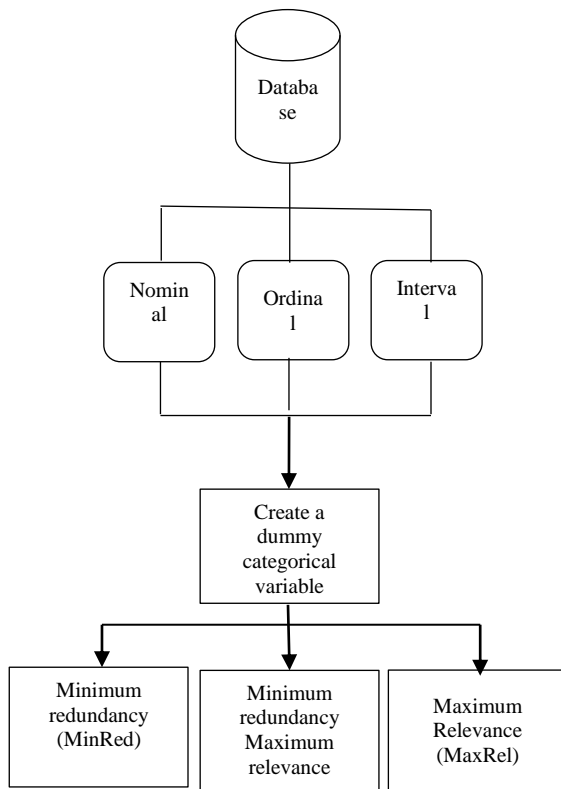 Databa
se
Nomin
al
Ordina
l
Interva
l
Create a
dummy
categorical
variable
Minimum
redundancy
(MinRed)
Minimum
redundancy
Maximum
relevance
Maximum
Relevance
(MaxRel)